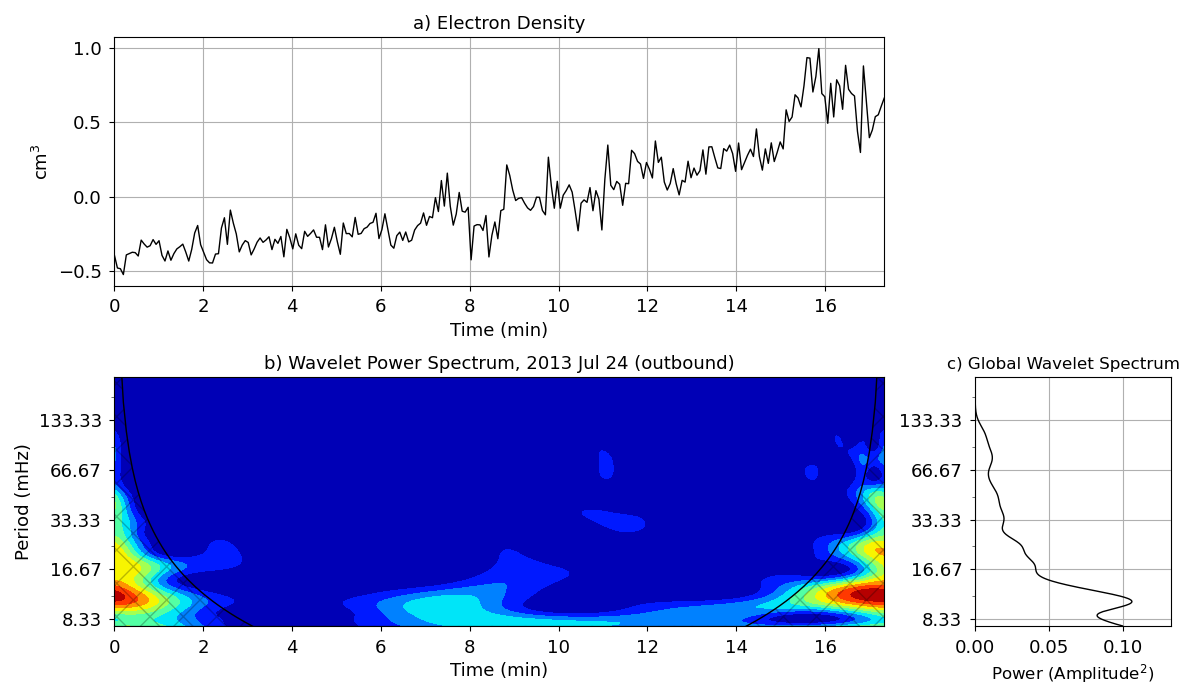 a) Electron Density
1.0
0.5
0.0
−0.5
cm³
0 2 4 6 8 10 12 14 16
Time (min)
b) Wavelet Power Spectrum, 2013 Jul 24 (outbound)
133.33
66.67
33.33
16.67
8.33
Period (mHz)
0 2 4 6 8 10 12 14 16
Time (min)
c) Global Wavelet Spectrum
133.33
66.67
33.33
16.67
8.33
0.00 0.05 0.10
Power (Amplitude²)